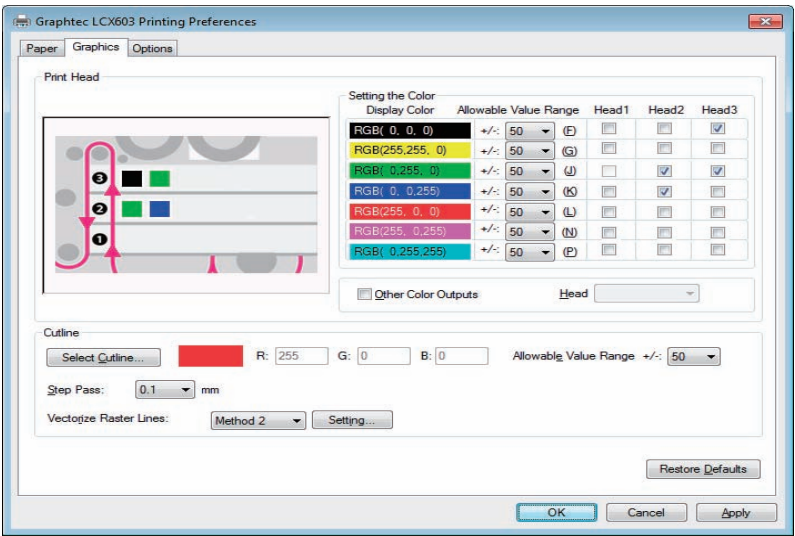 Graphtec LCX603 Printing Preferences
Paper Graphics Options
Print Head
Setting the Color
Display Color Allowable Value Range Head1 Head2 Head3
RGB( 0, 0, 0) +/-: 50 (F)
RGB(255,255, 0) +/-: 50 (G)
RGB( 0,255, 0) +/-: 50 (J)
RGB( 0, 0,255) +/-: 50 (K)
RGB(255, 0, 0) +/-: 50 (L)
RGB(255, 0,255) +/-: 50 (N)
RGB( 0,255,255) +/-: 50 (P)
3
2
1
Other Color Outputs Head
Cutline
Select Cutline... R: 255 G: 0 B: 0 Allowable Value Range +/-: 50
Step Pass: 0.1 mm
Vectorize Raster Lines: Method 2 Setting...
Restore Defaults
OK Cancel Apply